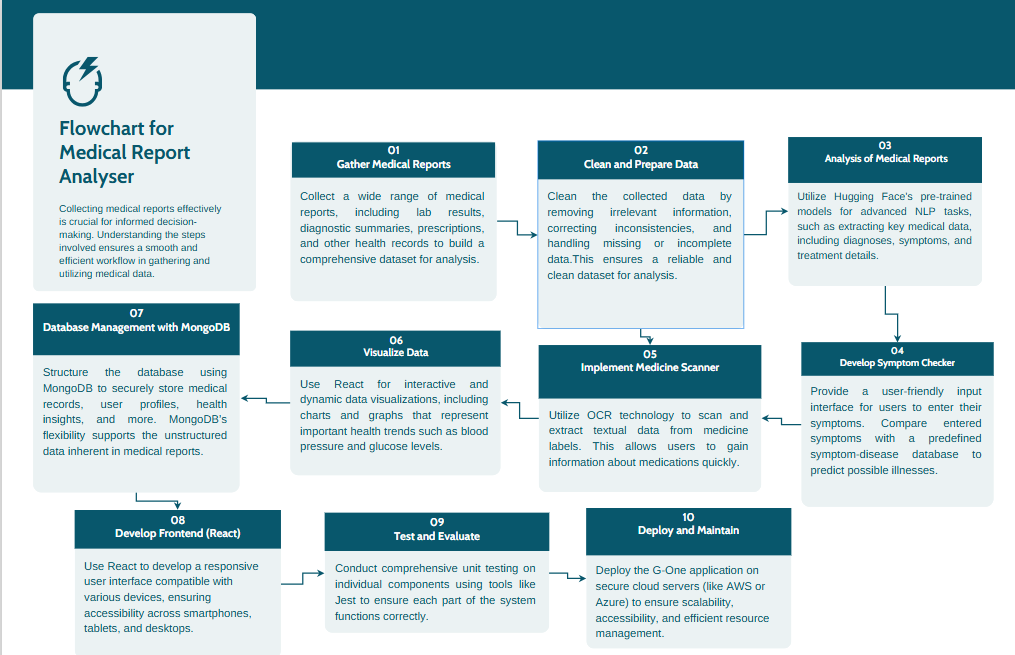 Flowchart for
Medical Report
Analyser
Collecting medical reports effectively
is crucial for informed decision-
making. Understanding the steps
involved ensures a smooth and
efficient workflow in gathering and
utilizing medical data.
01
Gather Medical Reports
Collect a wide range of medical
reports, including lab results,
diagnostic summaries, prescriptions,
and other health records to build a
comprehensive dataset for analysis.
02
Clean and Prepare Data
Clean the collected data by
removing irrelevant information,
correcting inconsistencies, and
handling missing or incomplete
data.This ensures a reliable and
clean dataset for analysis.
03
Analysis of Medical Reports
Utilize Hugging Face's pre-trained
models for advanced NLP tasks,
such as extracting key medical data,
including diagnoses, symptoms, and
treatment details.
04
Develop Symptom Checker
Provide a user-friendly input
interface for users to enter their
symptoms. Compare entered
symptoms with a predefined
symptom-disease database to
predict possible illnesses.
05
Implement Medicine Scanner
Utilize OCR technology to scan and
extract textual data from medicine
labels. This allows users to gain
information about medications quickly.
06
Visualize Data
Use React for interactive and
dynamic data visualizations, including
charts and graphs that represent
important health trends such as blood
pressure and glucose levels.
07
Database Management with MongoDB
Structure the database using
MongoDB to securely store medical
records, user profiles, health
insights, and more. MongoDB's
flexibility supports the unstructured
data inherent in medical reports.
08
Develop Frontend (React)
Use React to develop a responsive
user interface compatible with
various devices, ensuring
accessibility across smartphones,
tablets, and desktops.
09
Test and Evaluate
Conduct comprehensive unit testing on
individual components using tools like
Jest to ensure each part of the system
functions correctly.
10
Deploy and Maintain
Deploy the G-One application on
secure cloud servers (like AWS or
Azure) to ensure scalability,
accessibility, and efficient resource
management.